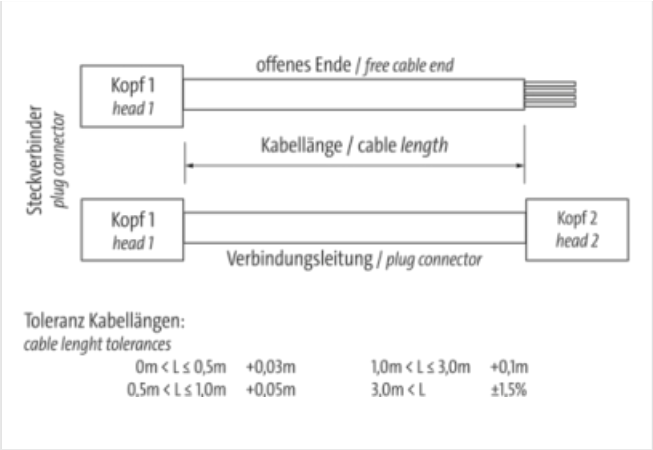 offenes Ende / free cable end
Kopf 1
head 1
Steckverbinder
plug connector
Kabellänge / cable length
Kopf 1
head 1
Kopf 2
head 2
Verbindungsleitung / plug connector
Toleranz Kabellängen:
cable lenght tolerances
0m < L ≤ 0,5m +0,03m 1,0m < L ≤ 3,0m +0,1m
0.5m < L ≤ 1,0m +0.05m 3.0m < L ±1.5%